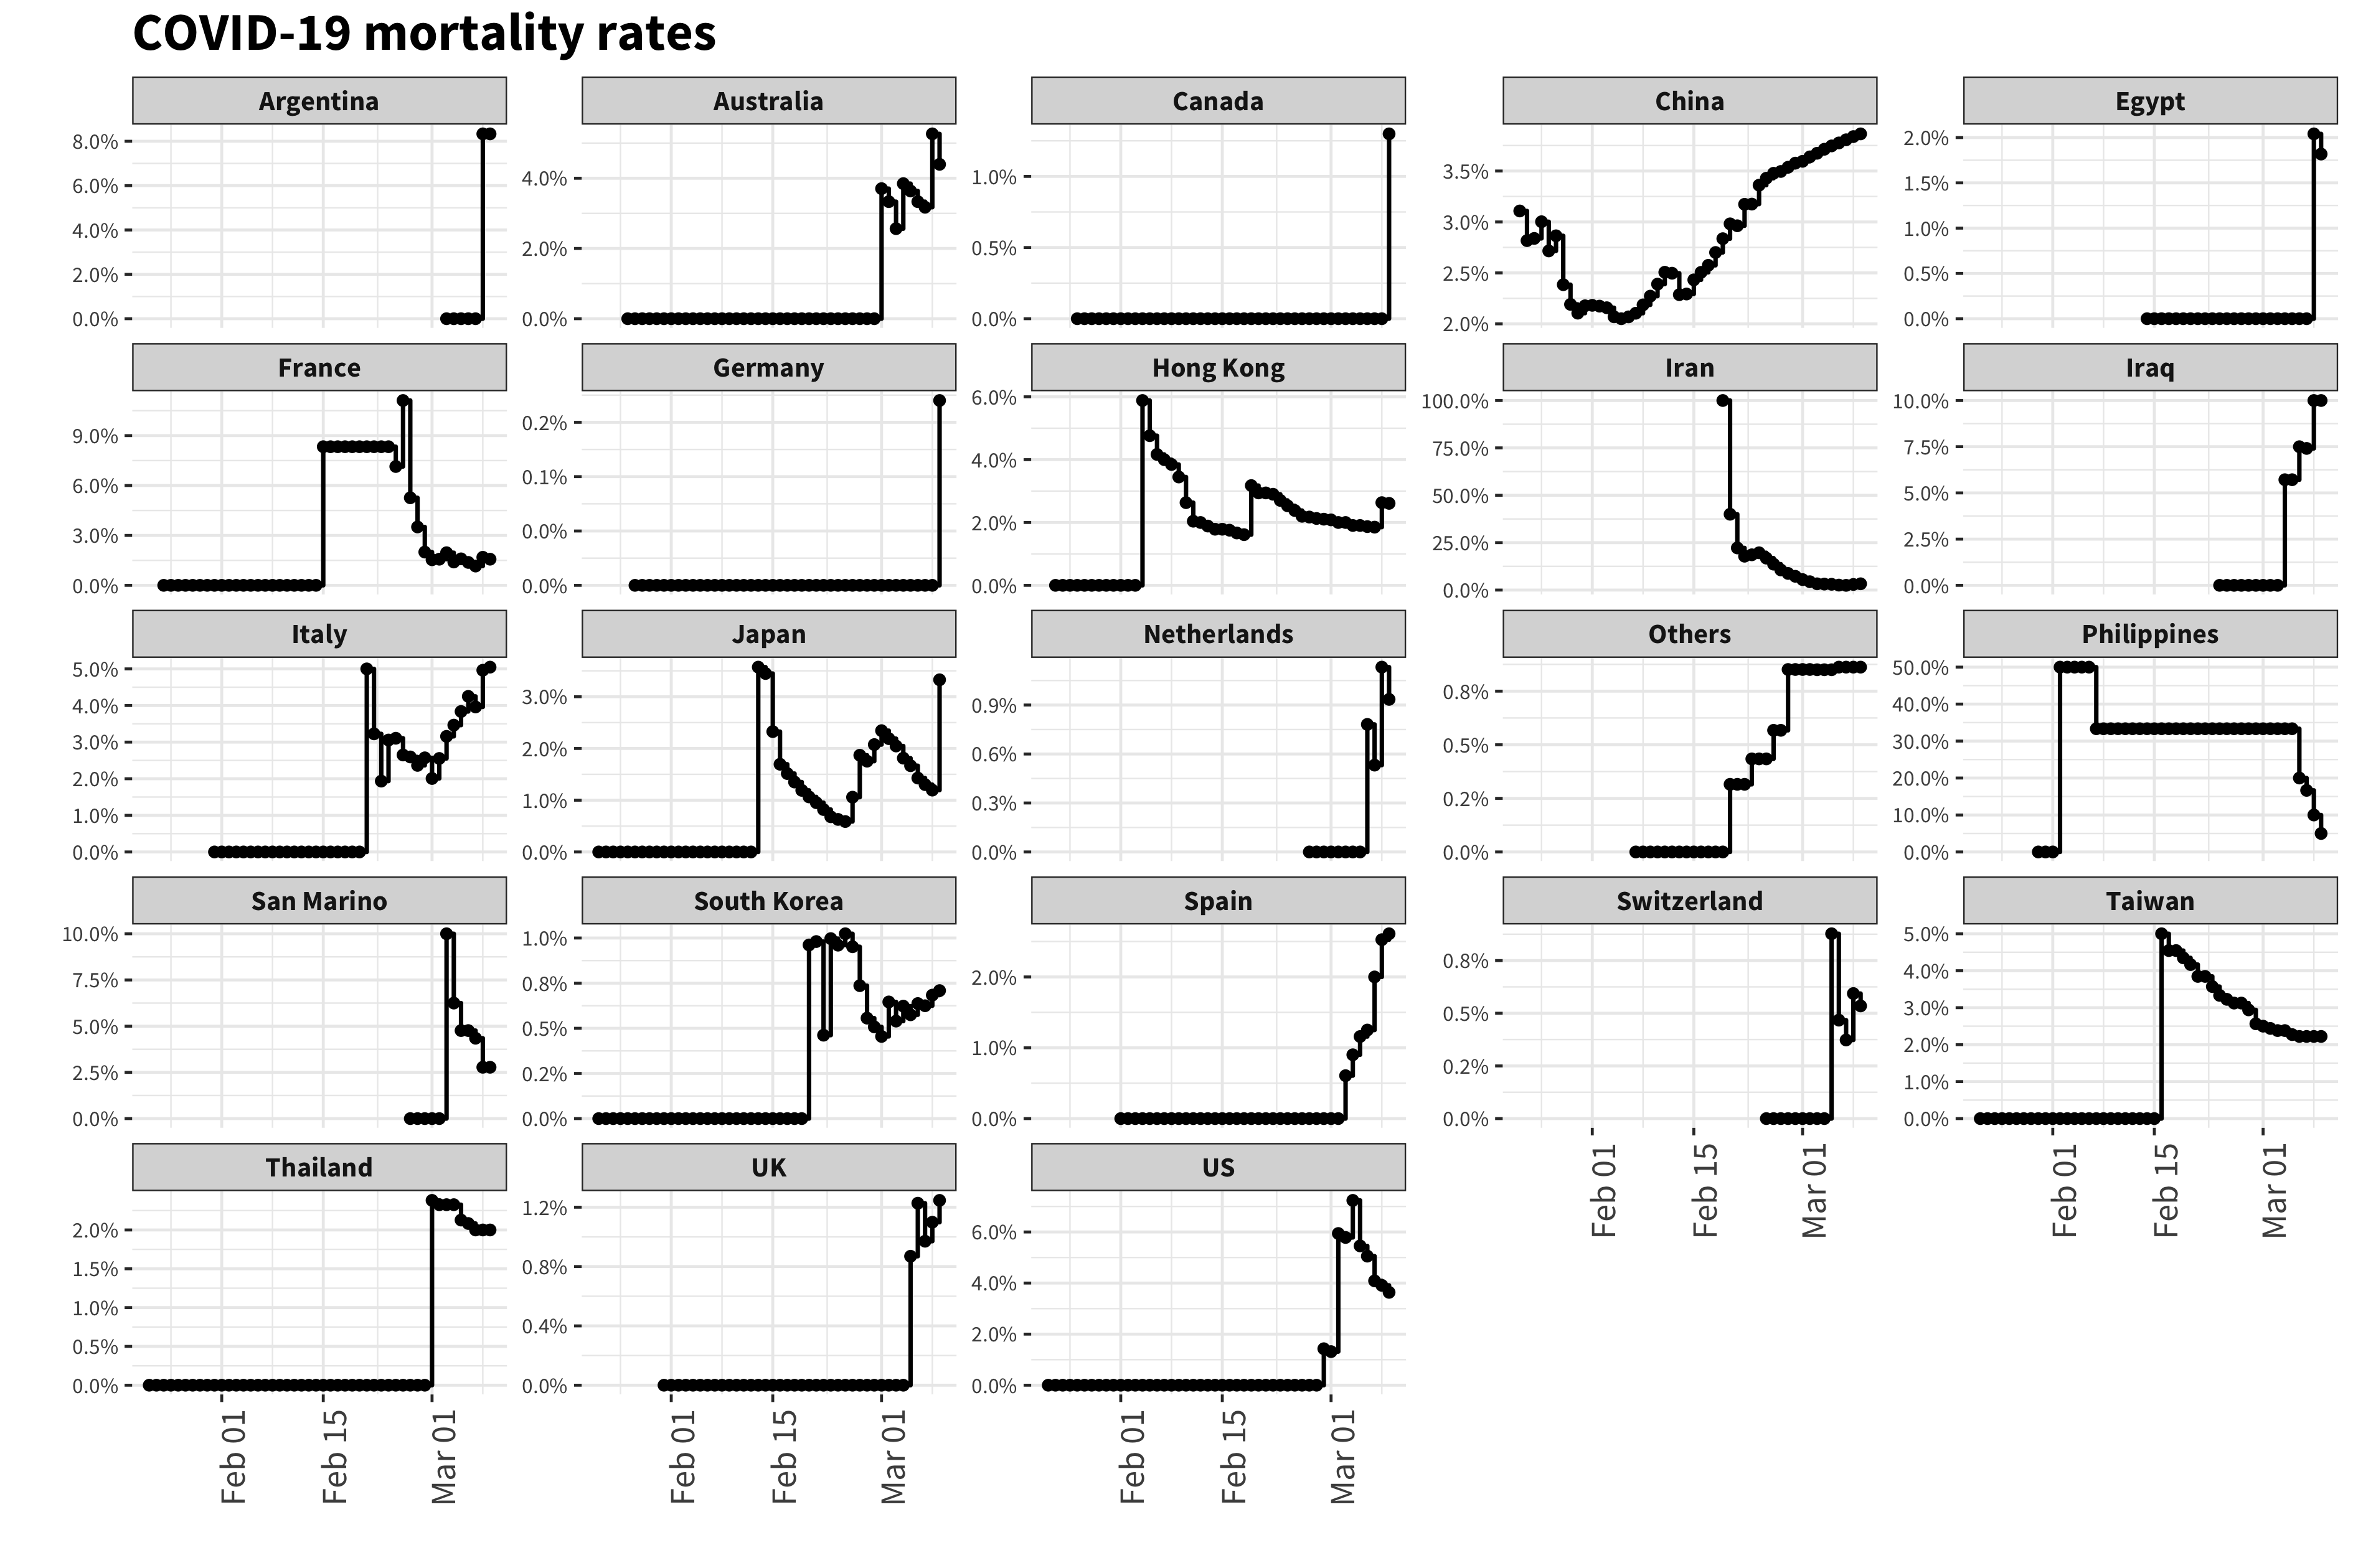 COVID-19 mortality rates
Argentina
8.0%
6.0%
4.0%
2.0%
0.0%
Australia
4.0%
2.0%
0.0%
Canada
1.0%
0.5%
0.0%
China
3.5%
3.0%
2.5%
2.0%
Egypt
2.0%
1.5%
1.0%
0.5%
0.0%
France
9.0%
6.0%
3.0%
0.0%
Germany
0.2%
0.1%
0.0%
0.0%
Hong Kong
6.0%
4.0%
2.0%
0.0%
Iran
100.0%
75.0%
50.0%
25.0%
0.0%
Iraq
10.0%
7.5%
5.0%
2.5%
0.0%
Italy
5.0%
4.0%
3.0%
2.0%
1.0%
0.0%
Japan
3.0%
2.0%
1.0%
0.0%
Netherlands
0.9%
0.6%
0.3%
0.0%
Others
0.8%
0.5%
0.2%
0.0%
Philippines
50.0%
40.0%
30.0%
20.0%
10.0%
0.0%
San Marino
10.0%
7.5%
5.0%
2.5%
0.0%
South Korea
1.0%
0.8%
0.5%
0.2%
0.0%
Spain
2.0%
1.0%
0.0%
Switzerland
0.8%
0.5%
0.2%
0.0%
Feb 01
Feb 15
Mar 01
Taiwan
5.0%
4.0%
3.0%
2.0%
1.0%
0.0%
Feb 01
Feb 15
Mar 01
Thailand
2.0%
1.5%
1.0%
0.5%
0.0%
Feb 01
Feb 15
Mar 01
UK
1.2%
0.8%
0.4%
0.0%
Feb 01
Feb 15
Mar 01
US
6.0%
4.0%
2.0%
0.0%
Feb 01
Feb 15
Mar 01